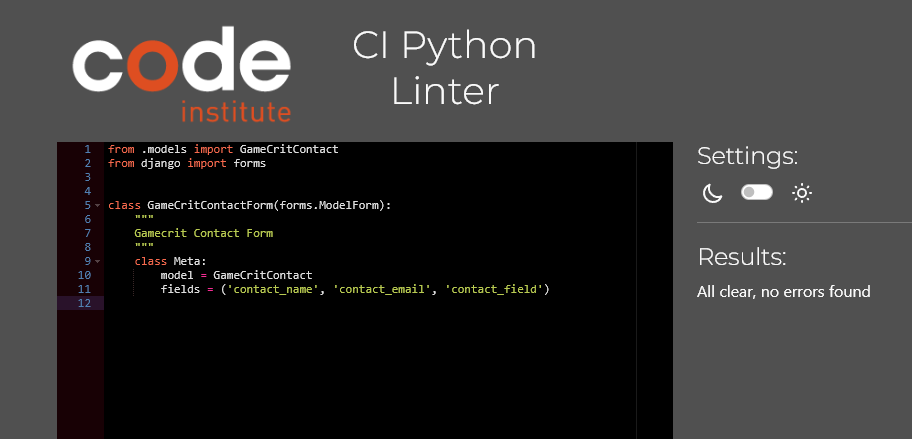 code
institute
CI Python
Linter
1 from .models import GameCritContact
2 from django import forms
3
4
5 class GameCritContactForm(forms.ModelForm):
6     """
7     Gamecrit Contact Form
8     """
9     class Meta:
10         model = GameCritContact
11         fields = ('contact_name', 'contact_email', 'contact_field')
12
Settings:
Results:
All clear, no errors found